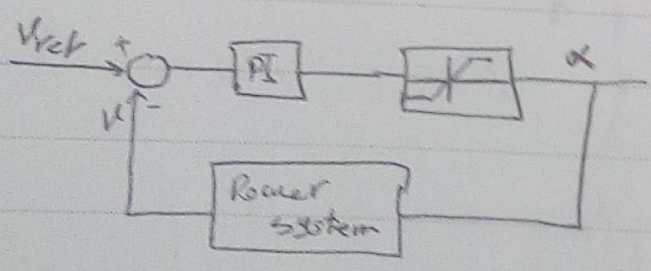 Vref
+
PI
α
V
-
Power
system